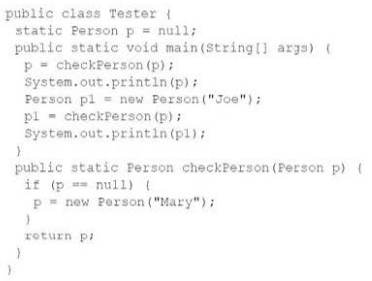 public class Tester {
static Person p = null;
public static void main(String[] args) {
p = checkPerson(p);
System.out.println(p);
Person p1 = new Person("Joe");
p1 = checkPerson(p);
System.out.println(p1);
}
public static Person checkPerson(Person p) {
if (p == null) {
p = new Person("Mary");
}
return p;
}
}